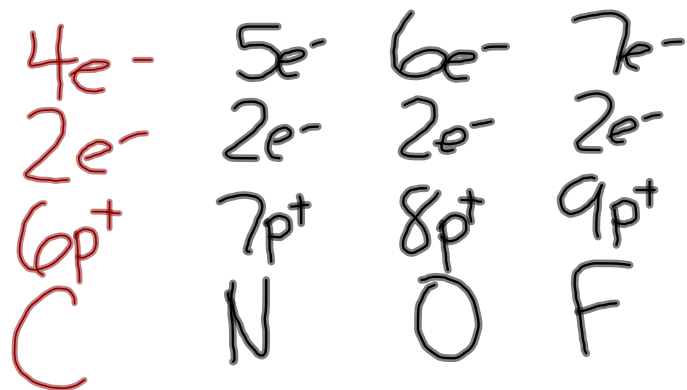 4e- 5e- 6e- 7e-
2e- 2e- 2e- 2e-
6p+ 7p+ 8p+ 9p+
C N O F